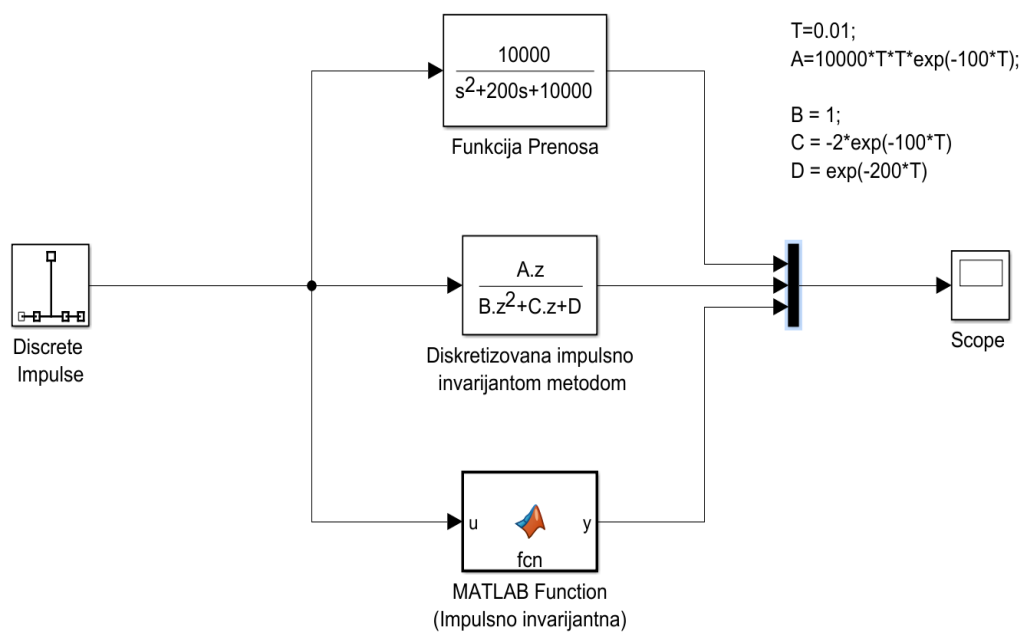 T=0.01;
A=10000*T*T*exp(-100*T);
B = 1;
C = -2*exp(-100*T)
D = exp(-200*T)
10000
s²+200s+10000
Funkcija Prenosa
A.z
B.z²+C.z+D
Diskretizovana impulsno
invarijantom metodom
Discrete
Impulse
Scope
u
y
fcn
MATLAB Function
(Impulsno invarijantna)